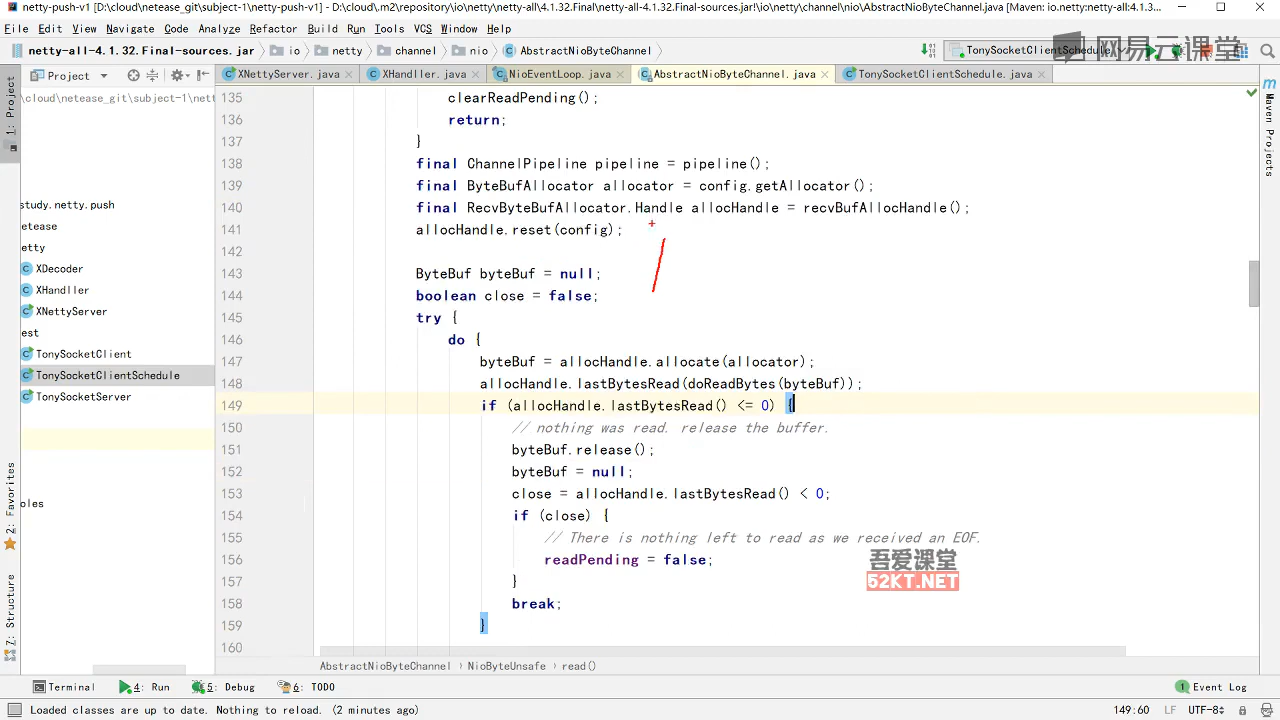 netty-push-v1 [D:\cloud\netease_git\subject-1\netty-push-v1] - D:\cloud\.m2\repository\io\netty\netty-all\4.1.32.Final\netty-all-4.1.32.Final-sources.jar!\io\netty\channel\nio\AbstractNioByteChannel.java [Maven: io.netty:netty-all:4.1.3...
File Edit View Navigate Code Analyze Refactor Build Run Tools VCS Window Help
netty-all-4.1.32.Final-sources.jar io netty channel nio AbstractNioByteChannel TonySocketClientSchedule
网易云课堂
Project XNettyServer.java XHandler.java NioEventLoop.java AbstractNioByteChannel.java TonySocketClientSchedule.java
1: Project
Maven Projects
2: Favorites
7: Structure
\cloud\netease_git\subject-1\nett
study.netty.push
etease
etty
XDecoder
XHandler
XNettyServer
est
TonySocketClient
TonySocketClientSchedule
TonySocketServer
oles
135 clearReadPending();
136 return;
137 }
138 final ChannelPipeline pipeline = pipeline();
139 final ByteBufAllocator allocator = config.getAllocator();
140 final RecvByteBufAllocator.Handle allocHandle = recvBufAllocHandle();
141 allocHandle.reset(config);
142
143 ByteBuf byteBuf = null;
144 boolean close = false;
145 try {
146 do {
147 byteBuf = allocHandle.allocate(allocator);
148 allocHandle.lastBytesRead(doReadBytes(byteBuf));
149 if (allocHandle.lastBytesRead() <= 0) {
150 // nothing was read. release the buffer.
151 byteBuf.release();
152 byteBuf = null;
153 close = allocHandle.lastBytesRead() < 0;
154 if (close) {
155 // There is nothing left to read as we received an EOF.
156 readPending = false;
157 }
158 break;
159 }
160
吾爱课堂
52KT.NET
AbstractNioByteChannel NioByteUnsafe read()
Terminal 4: Run 5: Debug 6: TODO 1 Event Log
Loaded classes are up to date. Nothing to reload. (2 minutes ago) 149:60 LF UTF-8